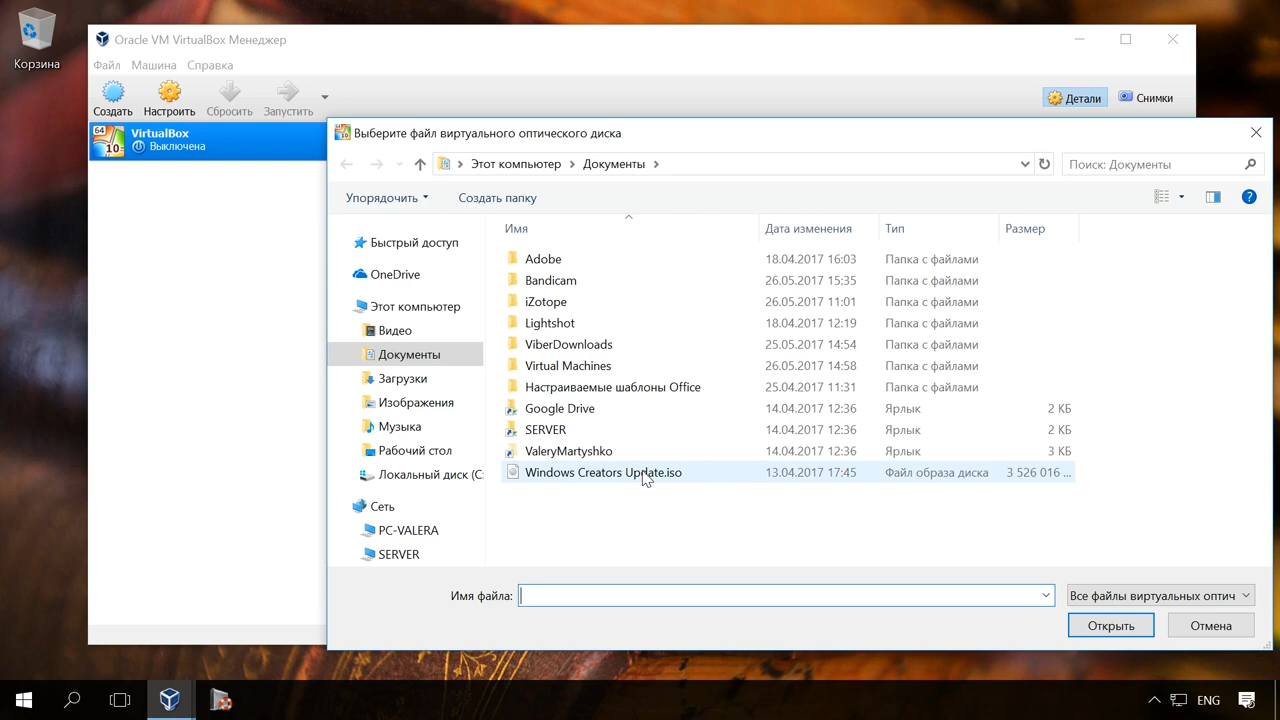 Корзина
Oracle VM VirtualBox Менеджер
Файл Машина Справка
Создать Настроить Сбросить Запустить
Детали Снимки
64
10
VirtualBox
Выключена
Выберите файл виртуального оптического диска
Этот компьютер Документы
Поиск: Документы
Упорядочить Создать папку
Имя Дата изменения Тип Размер
Быстрый доступ
OneDrive
Этот компьютер
Видео
Документы
Загрузки
Изображения
Музыка
Рабочий стол
Локальный диск (C:
Сеть
PC-VALERA
SERVER
Adobe 18.04.2017 16:03 Папка с файлами
Bandicam 26.05.2017 15:35 Папка с файлами
iZotope 26.05.2017 11:01 Папка с файлами
Lightshot 18.04.2017 12:19 Папка с файлами
ViberDownloads 25.05.2017 14:54 Папка с файлами
Virtual Machines 26.05.2017 14:58 Папка с файлами
Настраиваемые шаблоны Office 25.04.2017 11:31 Папка с файлами
Google Drive 14.04.2017 12:36 Ярлык 2 КБ
SERVER 14.04.2017 12:36 Ярлык 2 КБ
ValeryMartyshko 14.04.2017 12:36 Ярлык 3 КБ
Windows Creators Update.iso 13.04.2017 17:45 Файл образа диска 3 526 016 ...
Имя файла:
Все файлы виртуальных оптич
Открыть Отмена
ENG